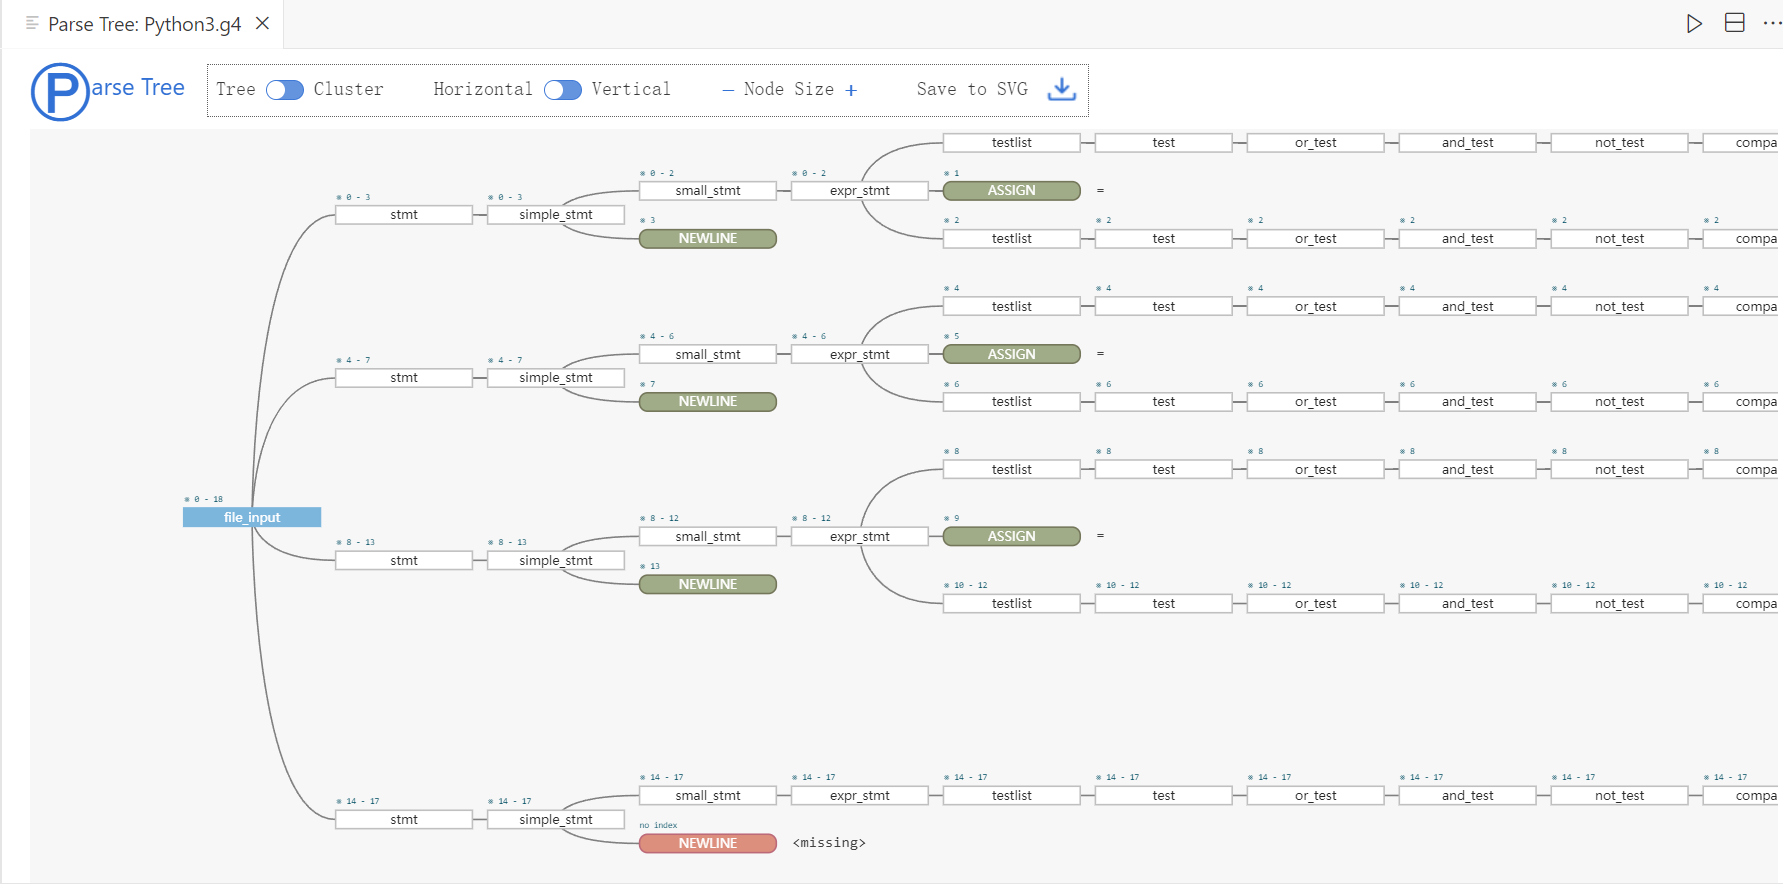 Parse Tree: Python3.g4
Parse Tree
Tree Cluster Horizontal Vertical − Node Size + Save to SVG
testlist test or_test and_test not_test compa
0 - 2 0 - 2 1
small_stmt expr_stmt ASSIGN =
0 - 3 0 - 3
stmt simple_stmt
3 2 2 2 2 2 2
NEWLINE testlist test or_test and_test not_test compa
4 4 4 4 4 4
testlist test or_test and_test not_test compa
4 - 6 4 - 6 5
small_stmt expr_stmt ASSIGN =
4 - 7 4 - 7
stmt simple_stmt
7 6 6 6 6 6 6
NEWLINE testlist test or_test and_test not_test compa
8 8 8 8 8 8
testlist test or_test and_test not_test compa
0 - 18
file_input
8 - 12 8 - 12 9
small_stmt expr_stmt ASSIGN =
8 - 13 8 - 13
stmt simple_stmt
13
NEWLINE
10 - 12 10 - 12 10 - 12 10 - 12 10 - 12 10 - 12
testlist test or_test and_test not_test compa
14 - 17 14 - 17 14 - 17 14 - 17 14 - 17 14 - 17 14 - 17 14 - 17
small_stmt expr_stmt testlist test or_test and_test not_test compa
14 - 17 14 - 17
stmt simple_stmt
no index
NEWLINE <missing>